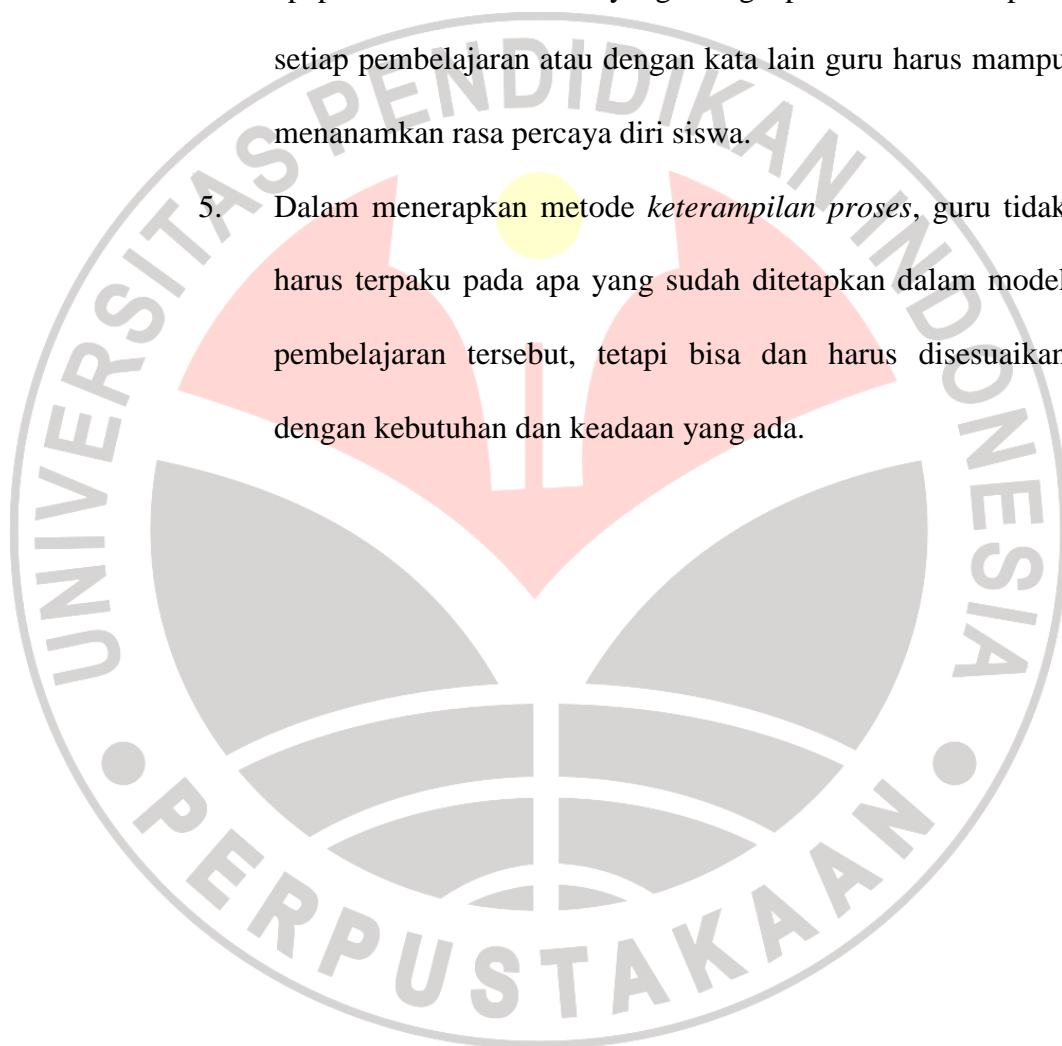 setiap pembelajaran atau dengan kata lain guru harus mampu
menanamkan rasa percaya diri siswa.
5. Dalam menerapkan metode keterampilan proses, guru tidak
harus terpaku pada apa yang sudah ditetapkan dalam model
pembelajaran tersebut, tetapi bisa dan harus disesuaikan
dengan kebutuhan dan keadaan yang ada.
UNIVERSITAS PENDIDIKAN INDONESIA
PERPUSTAKAAN